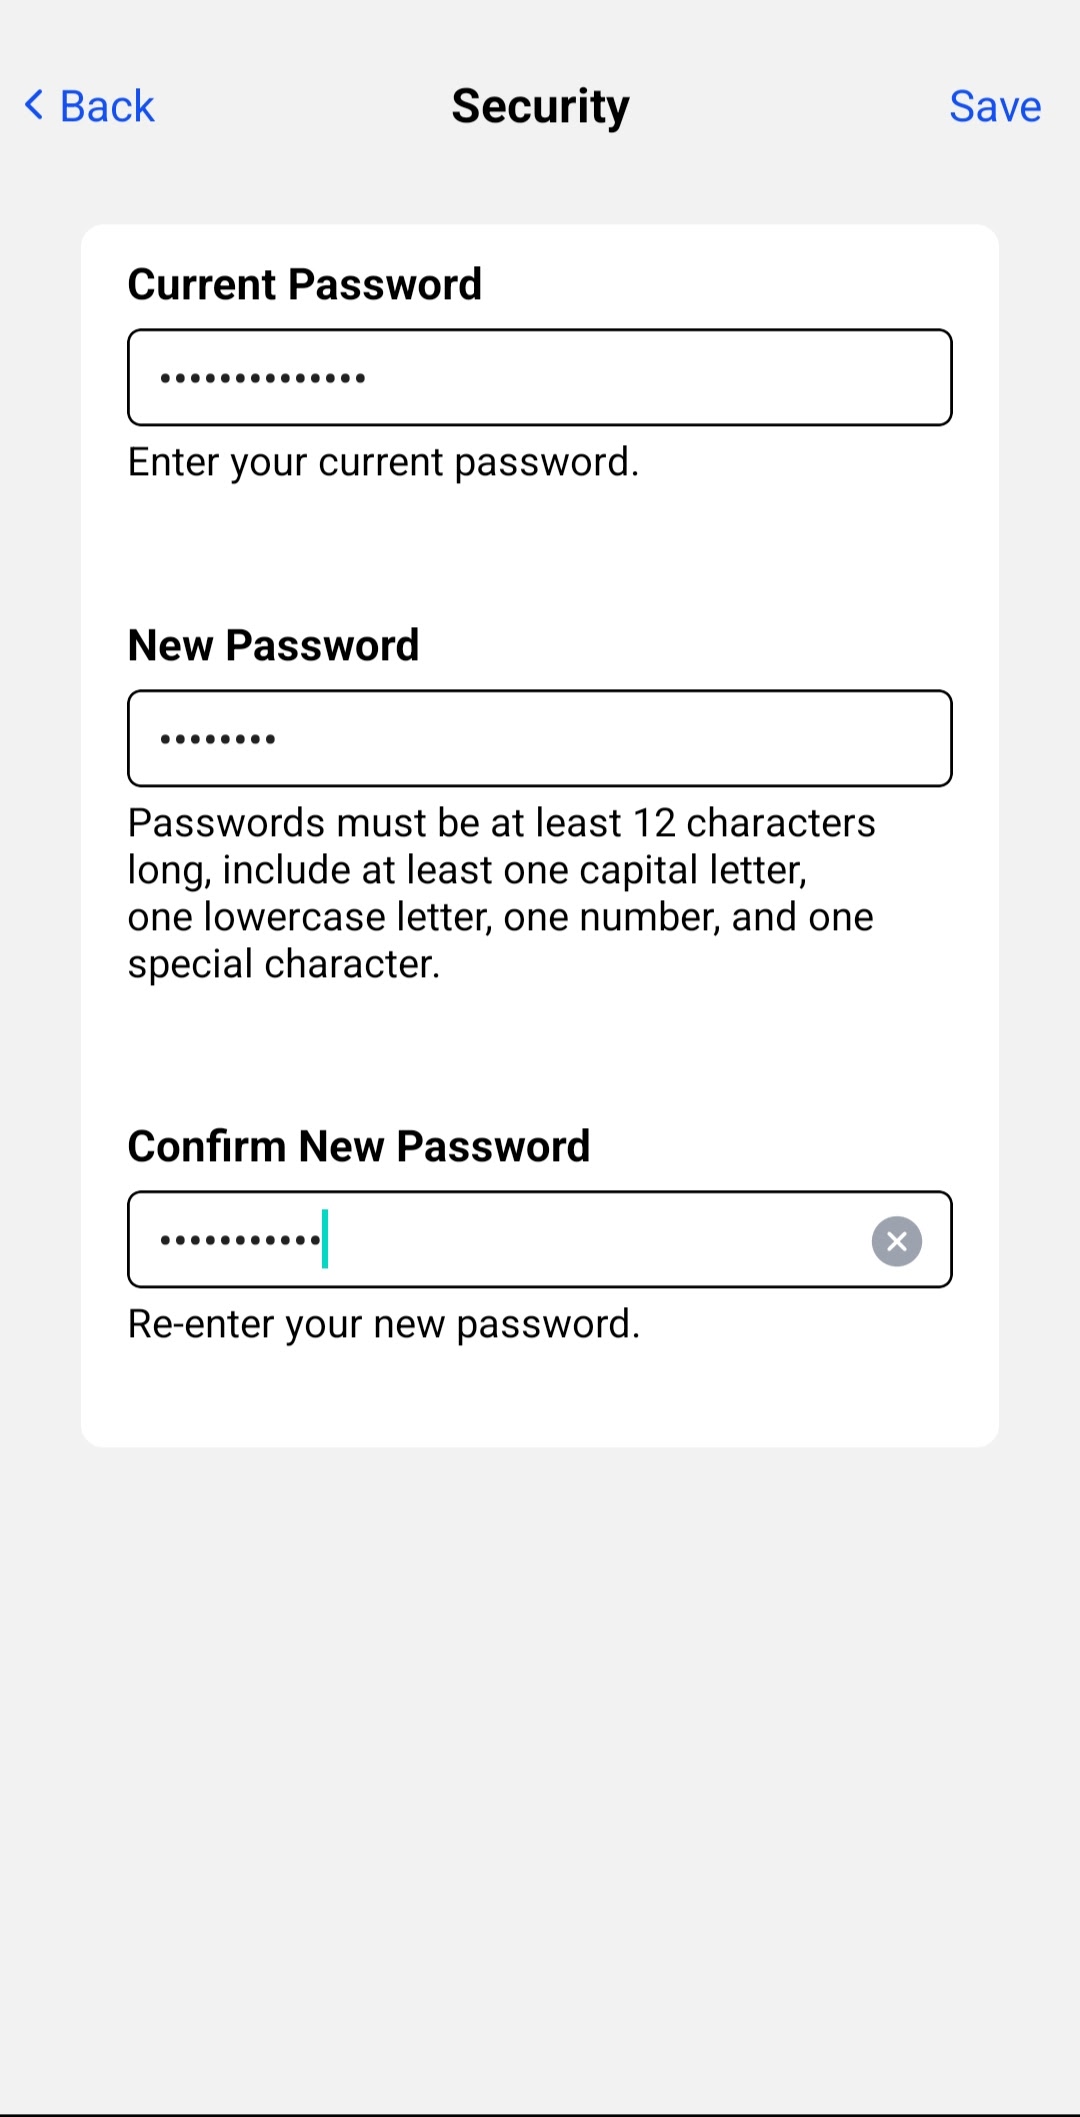 Back
Security
Save
Current Password
••••••••••••••
Enter your current password.
New Password
••••••••
Passwords must be at least 12 characters
long, include at least one capital letter,
one lowercase letter, one number, and one
special character.
Confirm New Password
•••••••••••
Re-enter your new password.